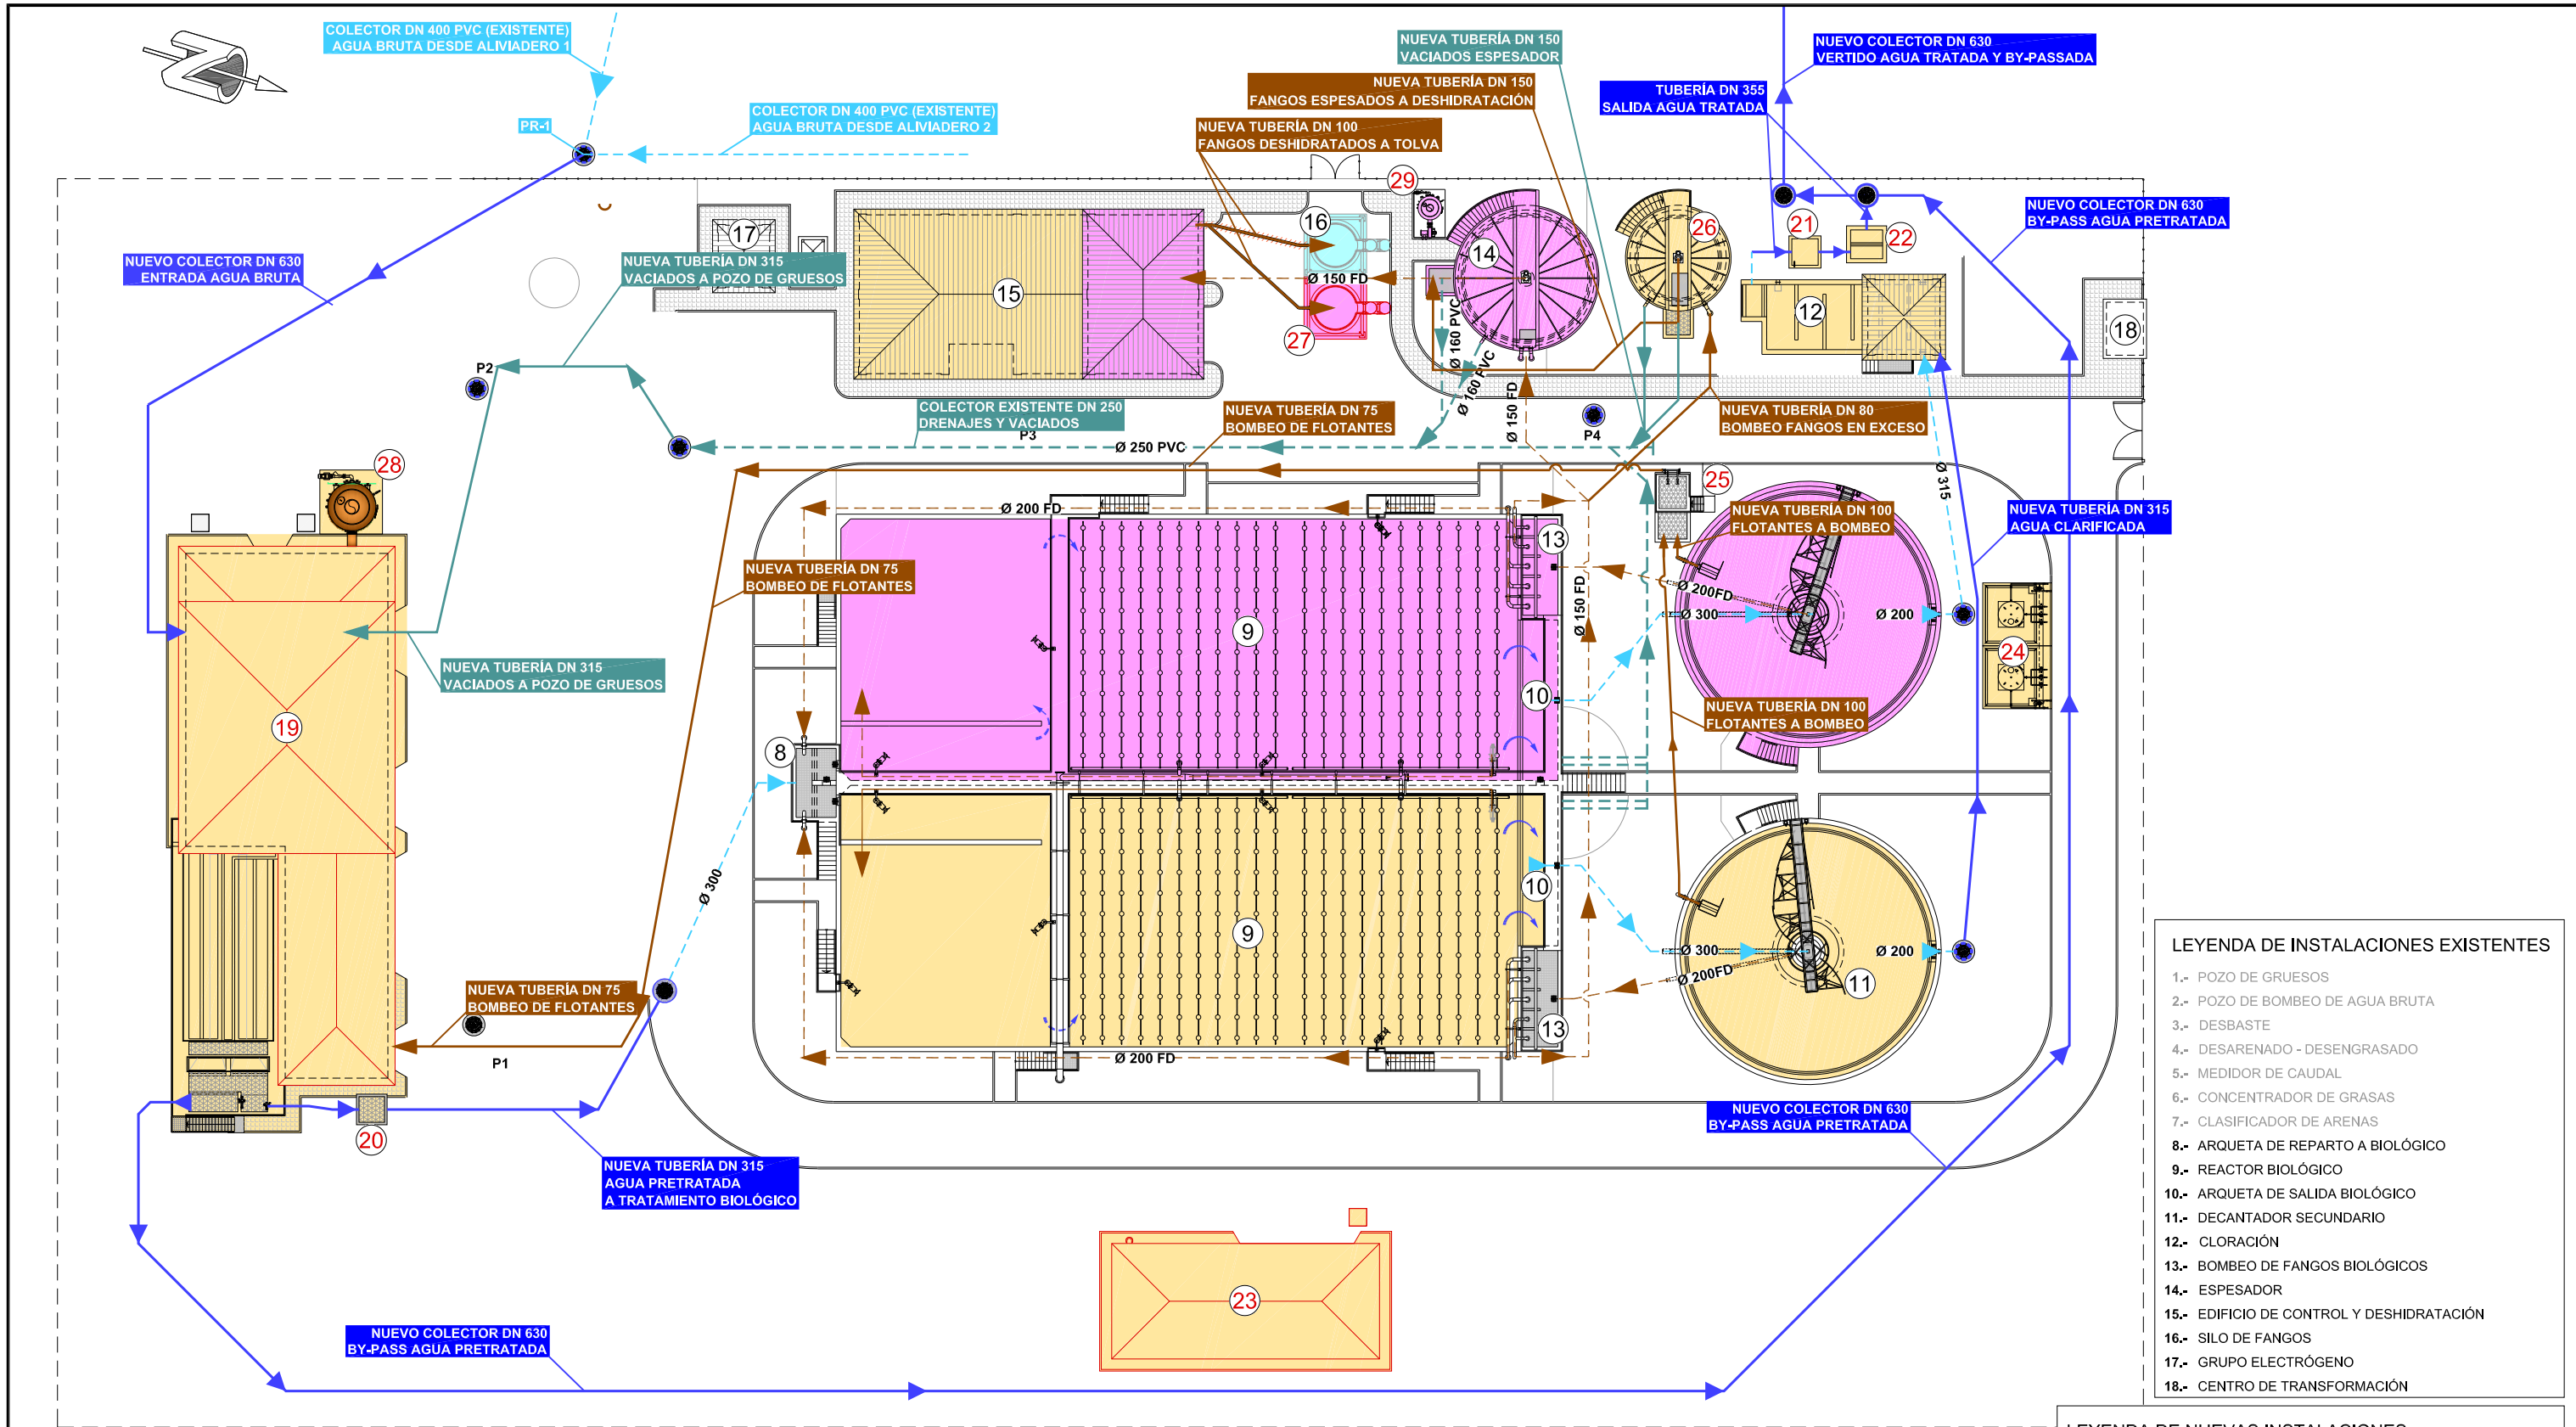 COLECTOR DN 400 PVC (EXISTENTE)
AGUA BRUTA DESDE ALIVIADERO 1
PR-1
COLECTOR DN 400 PVC (EXISTENTE)
AGUA BRUTA DESDE ALIVIADERO 2
NUEVA TUBERÍA DN 150
VACIADOS ESPESADOR
NUEVA TUBERÍA DN 150
FANGOS ESPESADOS A DESHIDRATACIÓN
NUEVA TUBERÍA DN 100
FANGOS DESHIDRATADOS A TOLVA
TUBERÍA DN 355
SALIDA AGUA TRATADA
NUEVO COLECTOR DN 630
VERTIDO AGUA TRATADA Y BY-PASSADA
NUEVO COLECTOR DN 630
BY-PASS AGUA PRETRATADA
NUEVO COLECTOR DN 630
ENTRADA AGUA BRUTA
NUEVA TUBERÍA DN 315
VACIADOS A POZO DE GRUESOS
17
15
16
27
29
14
26
21
22
12
18
Ø 150 FD
Ø 160 PVC
Ø 160 PVC
Ø 150 FD
P2
COLECTOR EXISTENTE DN 250
DRENAJES Y VACIADOS
P3
Ø 250 PVC
NUEVA TUBERÍA DN 75
BOMBEO DE FLOTANTES
P4
NUEVA TUBERÍA DN 80
BOMBEO FANGOS EN EXCESO
Ø 315
28
25
Ø 200 FD
13
NUEVA TUBERÍA DN 100
FLOTANTES A BOMBEO
NUEVA TUBERÍA DN 315
AGUA CLARIFICADA
NUEVA TUBERÍA DN 75
BOMBEO DE FLOTANTES
Ø 200FD
Ø 300
Ø 200
Ø 150 FD
9
24
NUEVA TUBERÍA DN 315
VACIADOS A POZO DE GRUESOS
10
NUEVA TUBERÍA DN 100
FLOTANTES A BOMBEO
19
8
Ø 300
10
9
Ø 300
Ø 200
Ø 200FD
11
NUEVA TUBERÍA DN 75
BOMBEO DE FLOTANTES
13
P1
Ø 200 FD
20
NUEVA TUBERÍA DN 315
AGUA PRETRATADA
A TRATAMIENTO BIOLÓGICO
NUEVO COLECTOR DN 630
BY-PASS AGUA PRETRATADA
23
NUEVO COLECTOR DN 630
BY-PASS AGUA PRETRATADA
LEYENDA DE INSTALACIONES EXISTENTES
1.- POZO DE GRUESOS
2.- POZO DE BOMBEO DE AGUA BRUTA
3.- DESBASTE
4.- DESARENADO - DESENGRASADO
5.- MEDIDOR DE CAUDAL
6.- CONCENTRADOR DE GRASAS
7.- CLASIFICADOR DE ARENAS
8.- ARQUETA DE REPARTO A BIOLÓGICO
9.- REACTOR BIOLÓGICO
10.- ARQUETA DE SALIDA BIOLÓGICO
11.- DECANTADOR SECUNDARIO
12.- CLORACIÓN
13.- BOMBEO DE FANGOS BIOLÓGICOS
14.- ESPESADOR
15.- EDIFICIO DE CONTROL Y DESHIDRATACIÓN
16.- SILO DE FANGOS
17.- GRUPO ELECTRÓGENO
18.- CENTRO DE TRANSFORMACIÓN
LEYENDA DE NUEVAS INSTALACIONES